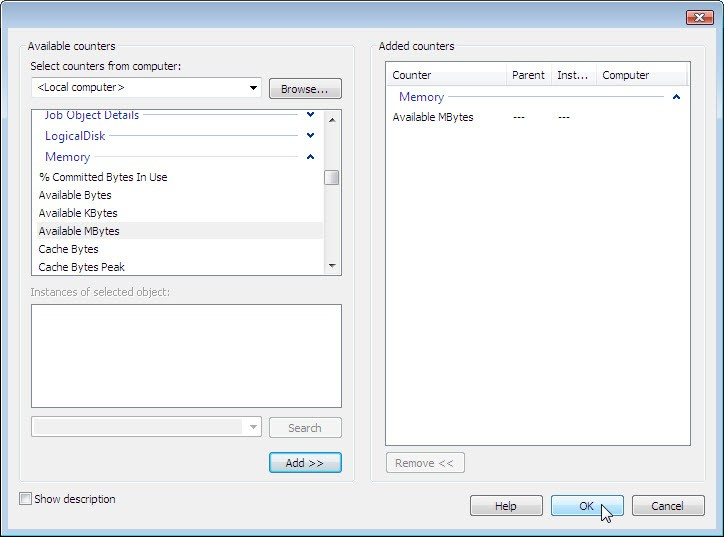 Available counters
Select counters from computer:
<Local computer>
Browse...
Job Object Details
LogicalDisk
Memory
% Committed Bytes In Use
Available Bytes
Available KBytes
Available MBytes
Cache Bytes
Cache Bytes Peak
Instances of selected object:
Search
Add >>
Show description
Added counters
Counter Parent Inst... Computer
Memory
Available MBytes --- ---
Remove <<
Help OK Cancel